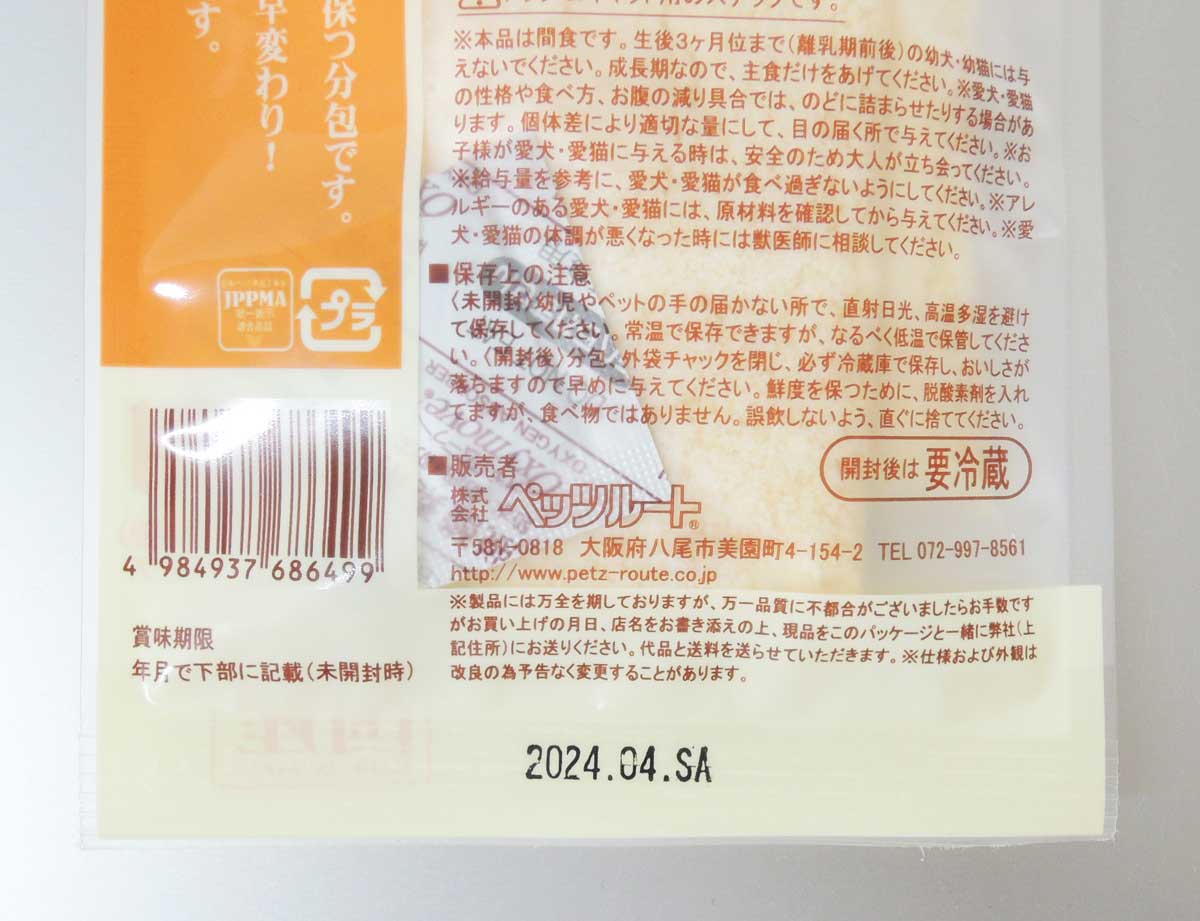 保つ分包です。
早変わり!
す。
※本品は間食です。生後3ヶ月位まで(離乳期前後)の幼犬・幼猫には与
えないでください。成長期なので、主食だけをあげてください。※愛犬・愛猫
の性格や食べ方、お腹の減り具合では、のどに詰まらせたりする場合があ
ります。個体差により適切な量にして、目の届く所で与えてください。※お
子様が愛犬・愛猫に与える時は、安全のため大人が立ち会ってください。
※給与量を参考に、愛犬・愛猫が食べ過ぎないようにしてください。※アレ
ルギーのある愛犬・愛猫には、原材料を確認してから与えてください。※愛
犬・愛猫の体調が悪くなった時には獣医師に相談してください。
■保存上の注意
〈未開封〉幼児やペットの手の届かない所で、直射日光、高温多湿を避け
て保存してください。常温で保存できますが、なるべく低温で保管してくださ
い。〈開封後〉分包、外袋チャックを閉じ、必ず冷蔵庫で保存し、おいしさが
落ちますので早めに与えてください。鮮度を保つために、脱酸素剤を入れ
てますが、食べ物ではありません。誤飲しないよう、直ぐに捨ててください。
開封後は 要冷蔵
■販売者
株式会社 ペッツルート®
〒581-0818 大阪府八尾市美園町4-154-2 TEL 072-997-8561
http://www.petz-route.co.jp
※製品には万全を期しておりますが、万一品質に不都合がございましたらお手数です
がお買い上げの月日、店名をお書き添えの上、現品をこのパッケージと一緒に弊社(上
記住所)にお送りください。代品と送料を送らせていただきます。※仕様および外観は
改良の為予告なく変更することがあります。
JPPMA
プラ
4 984937 686499
賞味期限
年月で下部に記載(未開封時)
2024.04.SA